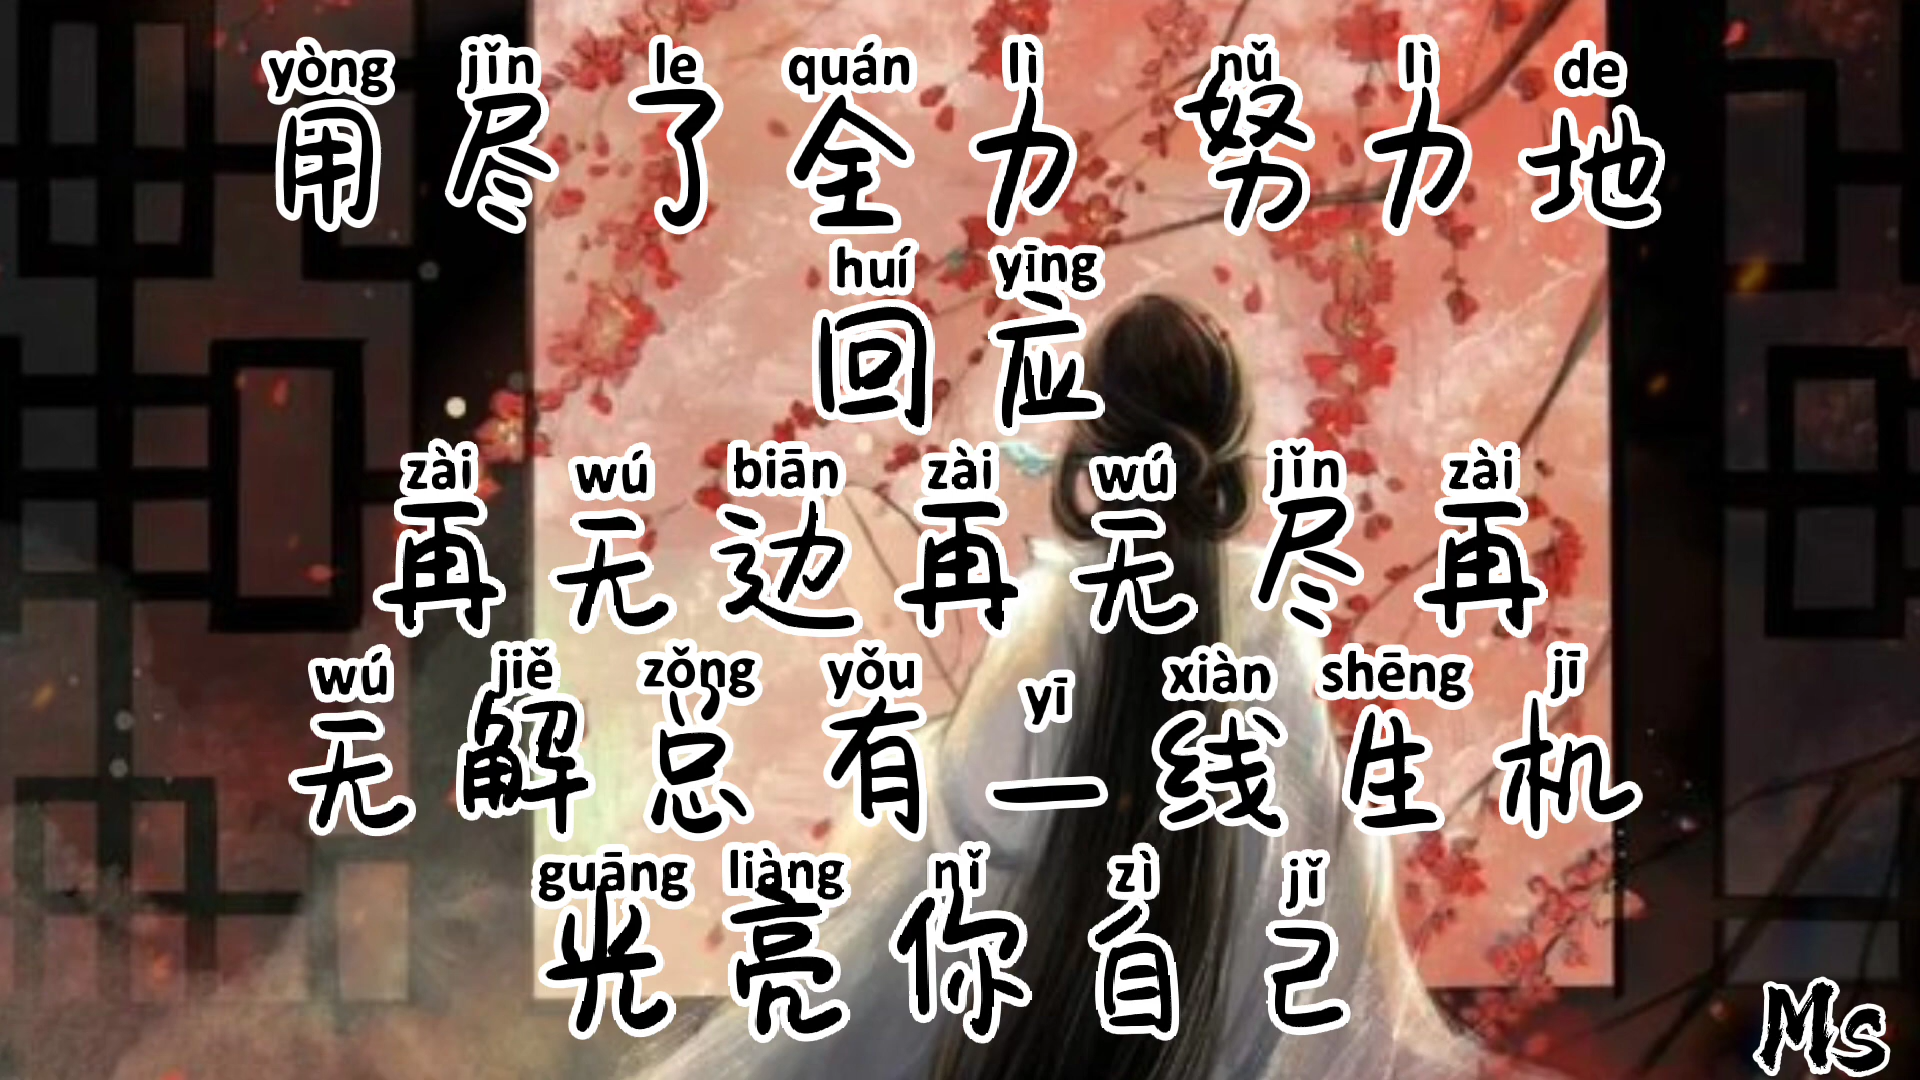 yòng jǐn le quán lì nǔ lì de
用尽了全力 努力地
huí yīng
回应
zài wú biān zài wú jǐn zài
再无边再无尽再
wú jiě zǒng yǒu yī xiàn shēng jī
无解总有一线生机
guāng liàng nǐ zì jǐ
光亮你自己
Ms